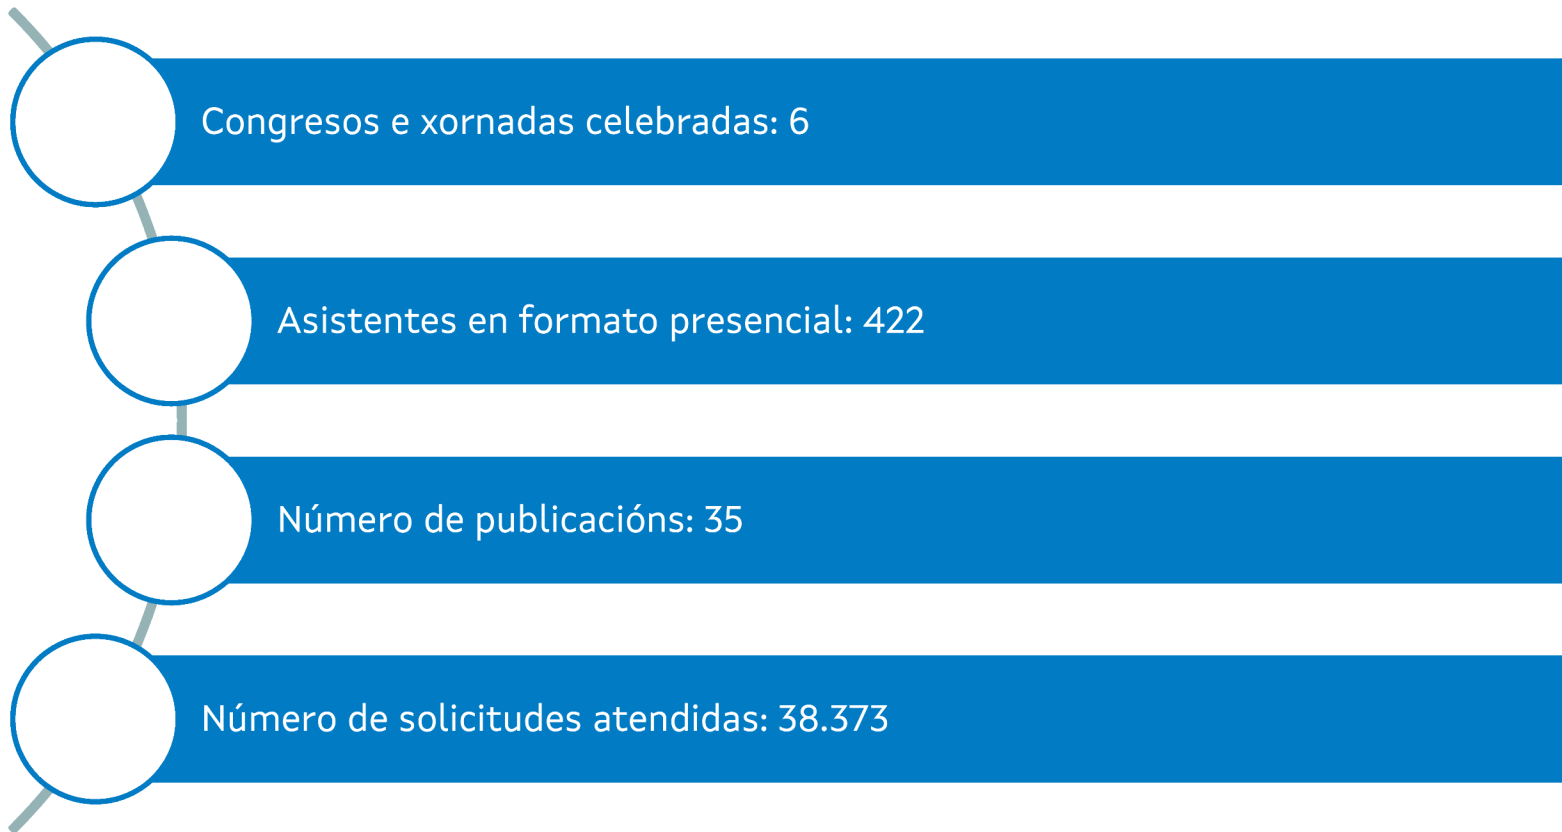 Congresos e xornadas celebradas: 6
Asistentes en formato presencial: 422
Número de publicacións: 35
Número de solicitudes atendidas: 38.373